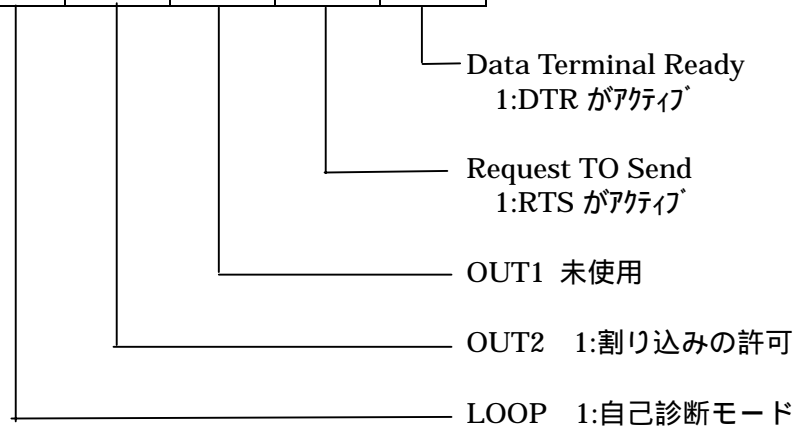 Data Terminal Ready
1:DTR がｱｸﾃｨﾌﾞ
Request TO Send
1:RTS がｱｸﾃｨﾌﾞ
OUT1 未使用
OUT2 1:割り込みの許可
LOOP 1:自己診断モード